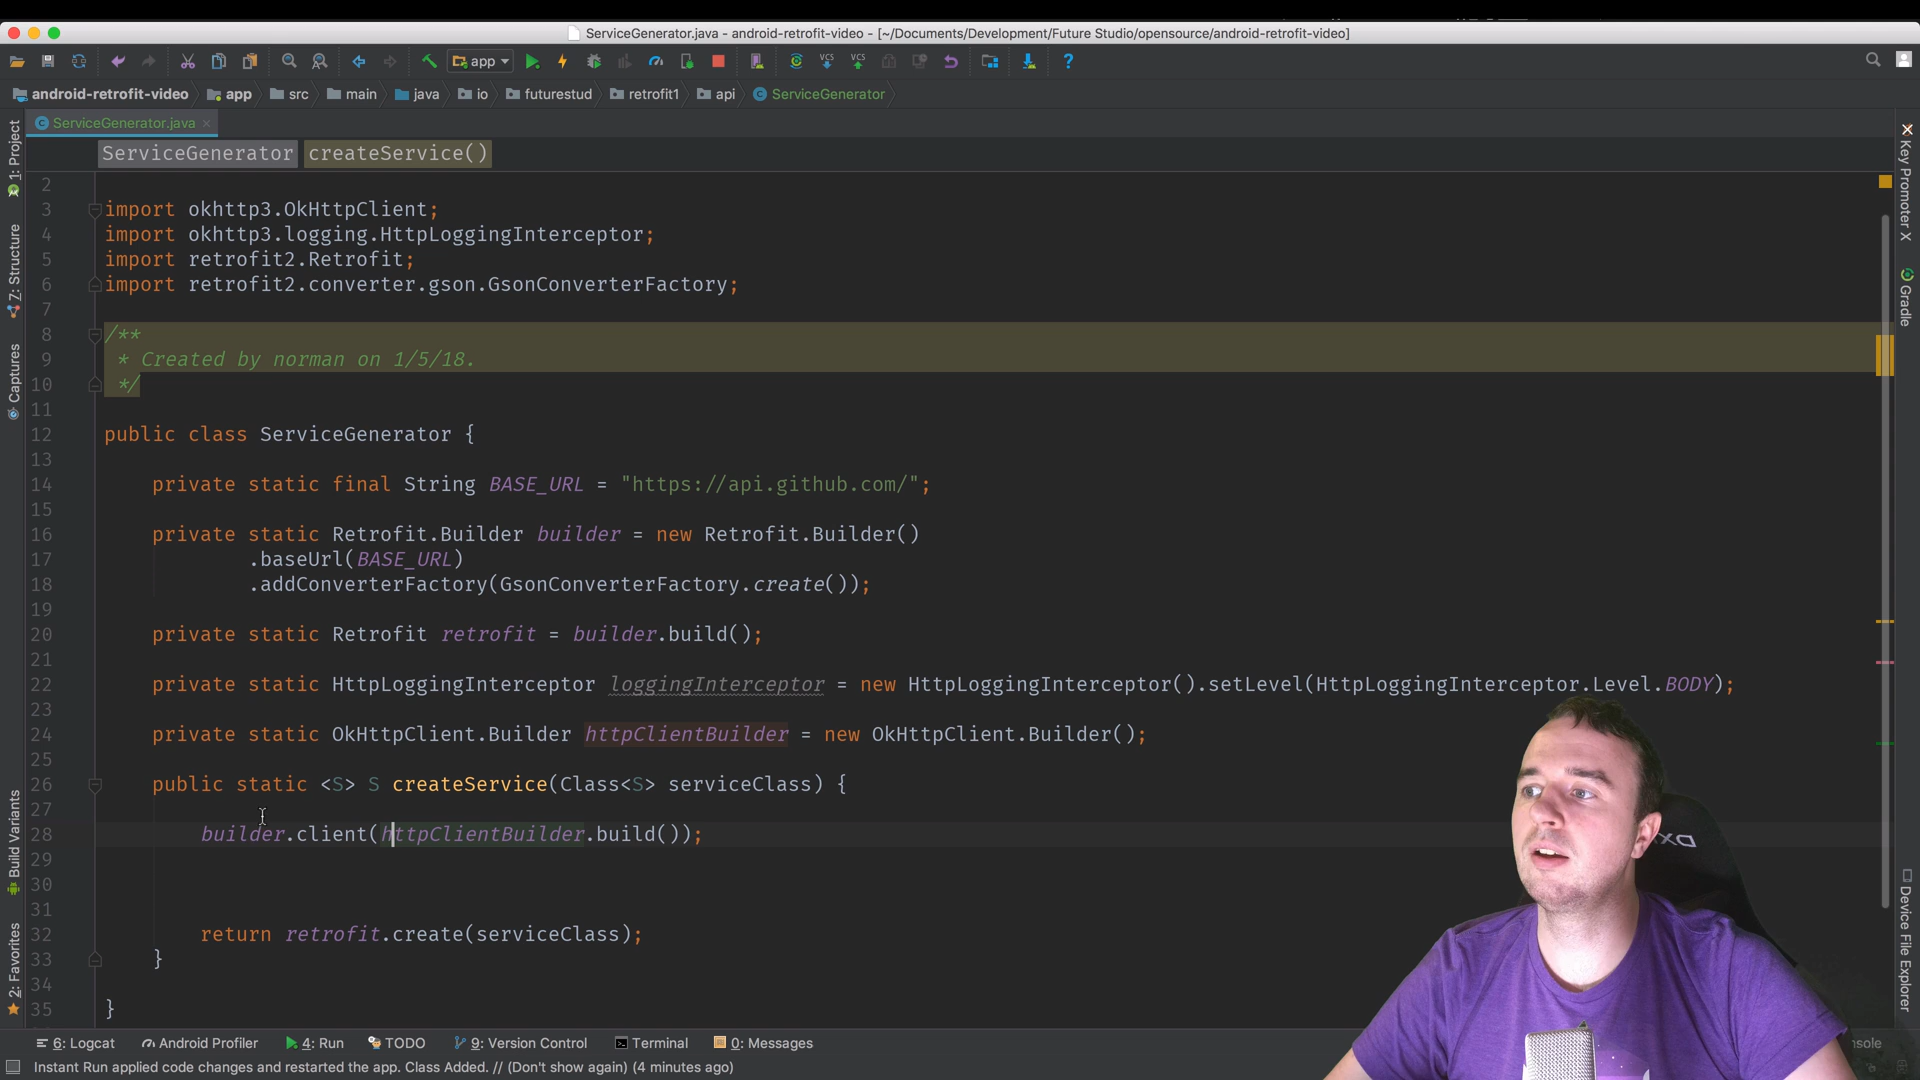 ServiceGenerator.java - android-retrofit-video - [~/Documents/Development/Future Studio/opensource/android-retrofit-video]
app
VCS
VCS
?
android-retrofit-video
app
src
main
java
io
futurestud
retrofit1
api
ServiceGenerator
ServiceGenerator.java
ServiceGenerator createService()
2
3 import okhttp3.OkHttpClient;
4 import okhttp3.logging.HttpLoggingInterceptor;
5 import retrofit2.Retrofit;
6 import retrofit2.converter.gson.GsonConverterFactory;
7
8 /**
9 * Created by norman on 1/5/18.
10 */
11
12 public class ServiceGenerator {
13
14 private static final String BASE_URL = "https://api.github.com/";
15
16 private static Retrofit.Builder builder = new Retrofit.Builder()
17 .baseUrl(BASE_URL)
18 .addConverterFactory(GsonConverterFactory.create());
19
20 private static Retrofit retrofit = builder.build();
21
22 private static HttpLoggingInterceptor loggingInterceptor = new HttpLoggingInterceptor().setLevel(HttpLoggingInterceptor.Level.BODY);
23
24 private static OkHttpClient.Builder httpClientBuilder = new OkHttpClient.Builder();
25
26 public static <S> S createService(Class<S> serviceClass) {
27
28 builder.client(httpClientBuilder.build());
29
30
31
32 return retrofit.create(serviceClass);
33 }
34
35 }
1: Project
Z: Structure
Captures
Build Variants
2: Favorites
Key Promoter X
Gradle
Device File Explorer
DX
6: Logcat
Android Profiler
4: Run
TODO
9: Version Control
Terminal
0: Messages
nsole
Instant Run applied code changes and restarted the app. Class Added. // (Don't show again) (4 minutes ago)